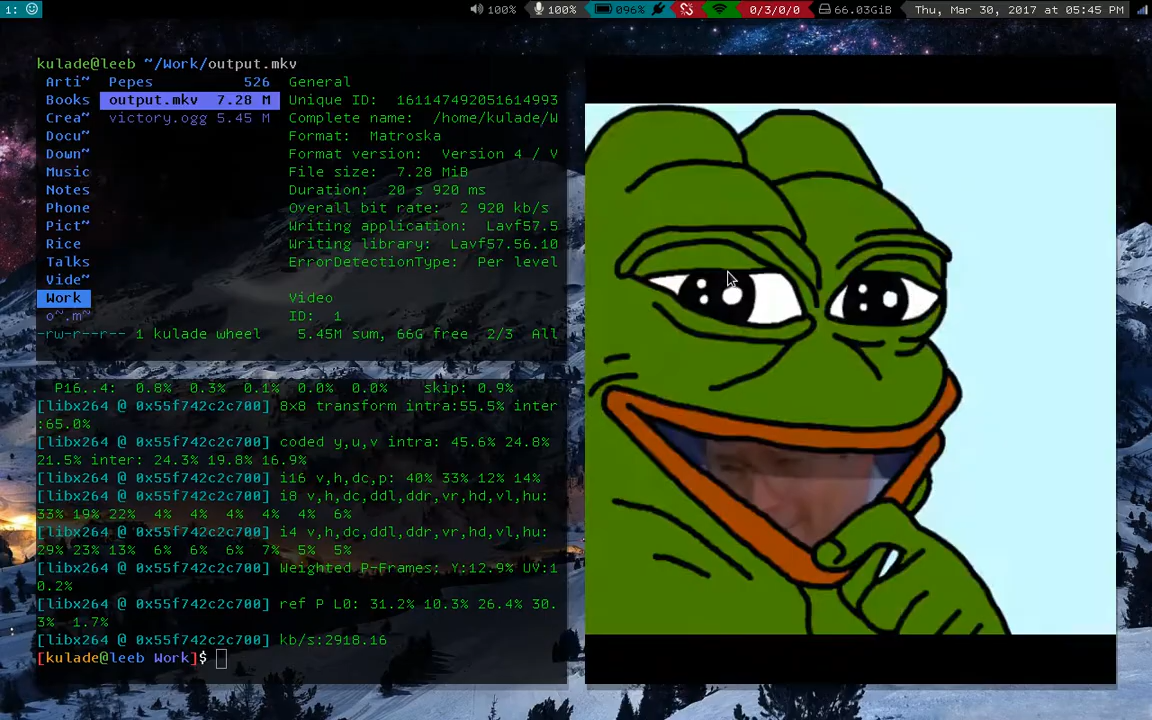 1:
100% 100% 096% 0/3/0/0 66.03GiB Thu, Mar 30, 2017 at 05:45 PM
kulade@leeb ~/Work/output.mkv
Arti~ Pepes 526 General
Books output.mkv 7.28 M Unique ID: 161147492051614993
Crea~ victory.ogg 5.45 M Complete name: /home/kulade/W
Docu~ Format: Matroska
Down~ Format version: Version 4 / V
Music File size: 7.28 MiB
Notes Duration: 20 s 920 ms
Phone Overall bit rate: 2 920 kb/s
Pict~ Writing application: Lavf57.5
Rice Writing library: Lavf57.56.10
Talks ErrorDetectionType: Per level
Vide~
Work Video
o~.m~ ID: 1
-rw-r--r-- 1 kulade wheel 5.45M sum, 66G free 2/3 All
P16..4: 0.8% 0.3% 0.1% 0.0% 0.0% skip: 0.9%
[libx264 @ 0x55f742c2c700] 8x8 transform intra:55.5% inter
:65.0%
[libx264 @ 0x55f742c2c700] coded y,u,v intra: 45.6% 24.8%
21.5% inter: 24.3% 19.8% 16.9%
[libx264 @ 0x55f742c2c700] i16 v,h,dc,p: 40% 33% 12% 14%
[libx264 @ 0x55f742c2c700] i8 v,h,dc,ddl,ddr,vr,hd,vl,hu:
33% 19% 22% 4% 4% 4% 4% 4% 6%
[libx264 @ 0x55f742c2c700] i4 v,h,dc,ddl,ddr,vr,hd,vl,hu:
29% 23% 13% 6% 6% 6% 7% 5% 5%
[libx264 @ 0x55f742c2c700] Weighted P-Frames: Y:12.9% UV:1
0.2%
[libx264 @ 0x55f742c2c700] ref P L0: 31.2% 10.3% 26.4% 30.
3% 1.7%
[libx264 @ 0x55f742c2c700] kb/s:2918.16
[kulade@leeb Work]$